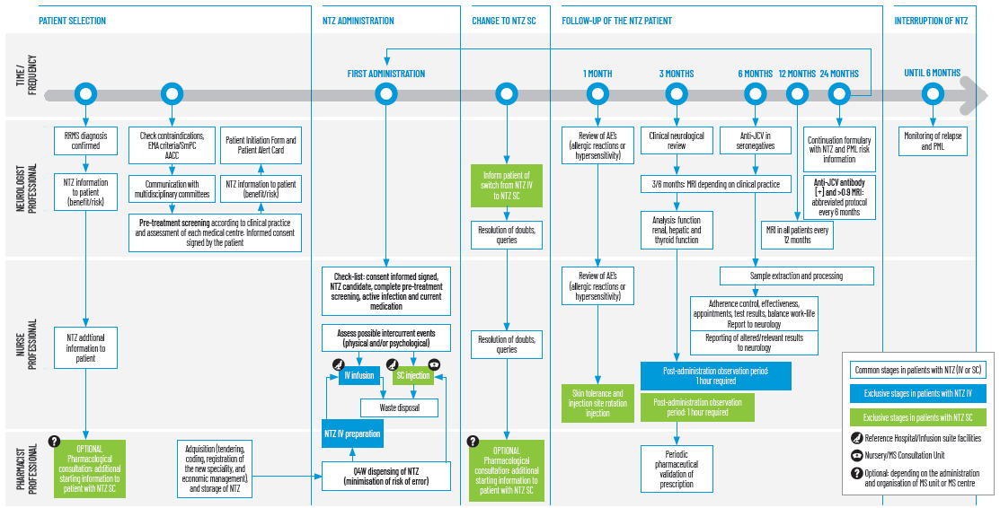 PATIENT SELECTION
NTZ ADMINISTRATION
CHANGE TO NTZ SC
FOLLOW-UP OF THE NTZ PATIENT
INTERRUPTION OF NTZ
TIME/
FREQUENCY
FIRST ADMINISTRATION
1 MONTH
3 MONTHS
6 MONTHS
12 MONTHS
24 MONTHS
UNTIL 6 MONTHS
NEUROLOGIST
PROFESSIONAL
RRMS diagnosis
confirmed
NTZ information
to patient
(benefit/risk)
Check contraindications,
EMA criteria/SmPC
AACC
Communication with
multidisciplinary committees
Patient Initiation Form and
Patient Alert Card
NTZ information to patient
(benefit/risk)
Pre-treatment screening according to clinical practice
and assessment of each medical centre. Informed consent
signed by the patient
Inform patient of
switch from NTZ IV
to NTZ SC
Resolution of doubts,
queries
Review of AE's
(allergic reactions or
hypersensitivity)
Clinical neurological
review
Anti-JCV in
seronegatives
3/6 months: MRI depending on clinical practice
Analysis: function
renal, hepatic and
thyroid function
MRI in all patients every
12 months
Continuation formulary
with NTZ and PML risk
information
Anti-JCV antibody
[+] and >0.9 MRI:
abbreviated protocol
every 6 months
Monitoring of relapse
and PML
NURSE
PROFESSIONAL
NTZ addtional
information to
patient
Check-list: consent informed signed,
NTZ candidate, complete pre-treatment
screening, active infection and current
medication
Assess possible intercurrent events
(physical and/or psychological)
IV infusion
SC injection
Waste disposal
NTZ IV preparation
Resolution of doubts,
queries
Review of AE's
(allergic reactions or
hypersensitivity)
Skin tolerance and
injection site rotation
injection
Sample extraction and processing
Adherence control, effectiveness,
appointments, test results, balance work-life
Report to neurology
Reporting of altered/relevant results
to neurology
Post-administration observation period:
1 hour required
Post-administration observation
period: 1 hour required
PHARMACIST
PROFESSIONAL
?
OPTIONAL
Pharmacological
consultation: additional
starting information to
patient with NTZ SC
Adquisition (tendering,
coding, registration of
the new speciality, and
economic management),
and storage of NTZ
Q4W dispensing of NTZ
(minimisation of risk of error)
?
OPTIONAL
Pharmacological
consultation: additional
starting information to
patient with NTZ SC
Periodic
pharmaceutical
validation of
prescription
Common stages in patients with NTZ (IV or SC)
Exclusive stages in patients with NTZ IV
Exclusive stages in patients with NTZ SC
Reference Hospital/Infusion suite facilities
Nursery/MS Consultation Unit
? Optional: depending on the administration
and organisation of MS unit or MS centre